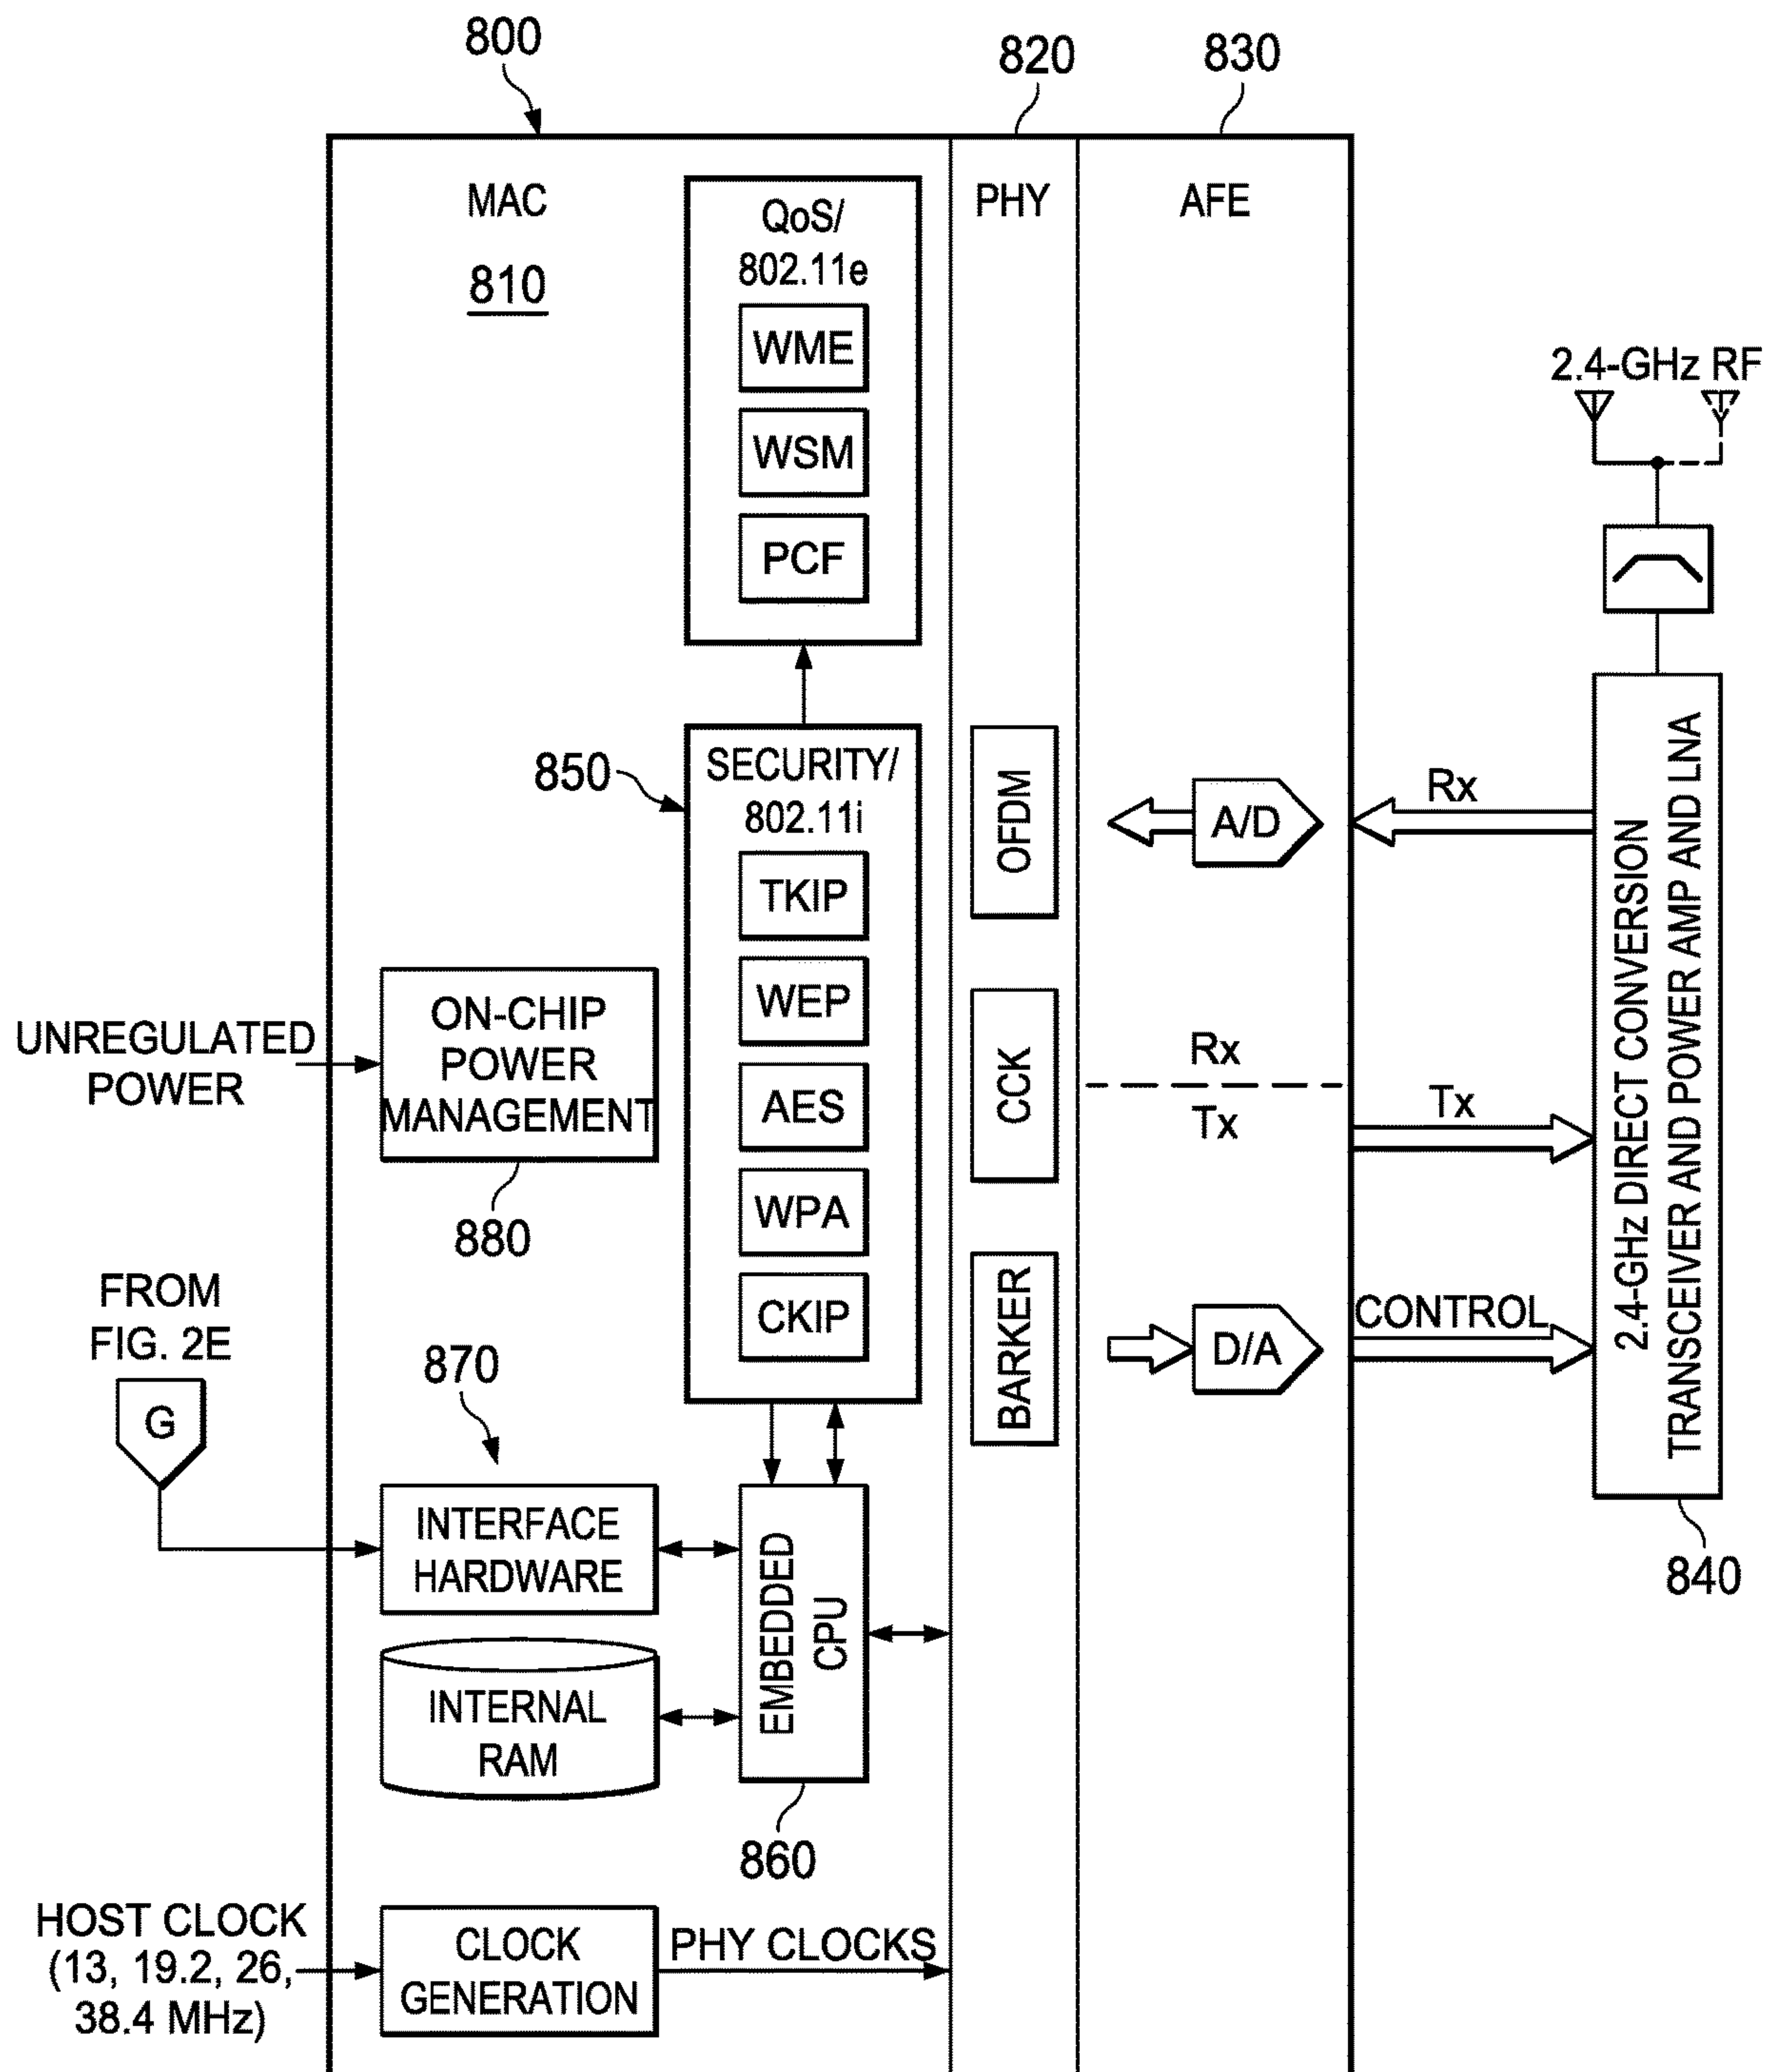 800
820
830
MAC
810
QoS/
802.11e
WME
WSM
PCF
PHY
AFE
2.4-GHz RF
850
SECURITY/
802.11i
TKIP
WEP
AES
WPA
CKIP
OFDM
CCK
BARKER
A/D
Rx
Rx
Tx
Tx
D/A
CONTROL
2.4-GHz DIRECT CONVERSION
TRANSCEIVER AND POWER AMP AND LNA
840
UNREGULATED
POWER
ON-CHIP
POWER
MANAGEMENT
880
FROM
FIG. 2E
G
870
INTERFACE
HARDWARE
INTERNAL
RAM
EMBEDDED
CPU
860
HOST CLOCK
(13, 19.2, 26,
38.4 MHz)
CLOCK
GENERATION
PHY CLOCKS